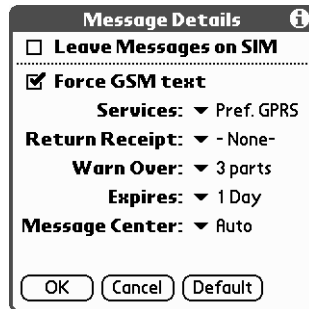 Message Details
Leave Messages on SIM
Force GSM text
Services: Pref. GPRS
Return Receipt: - None-
Warn Over: 3 parts
Expires: 1 Day
Message Center: Auto
OK Cancel Default